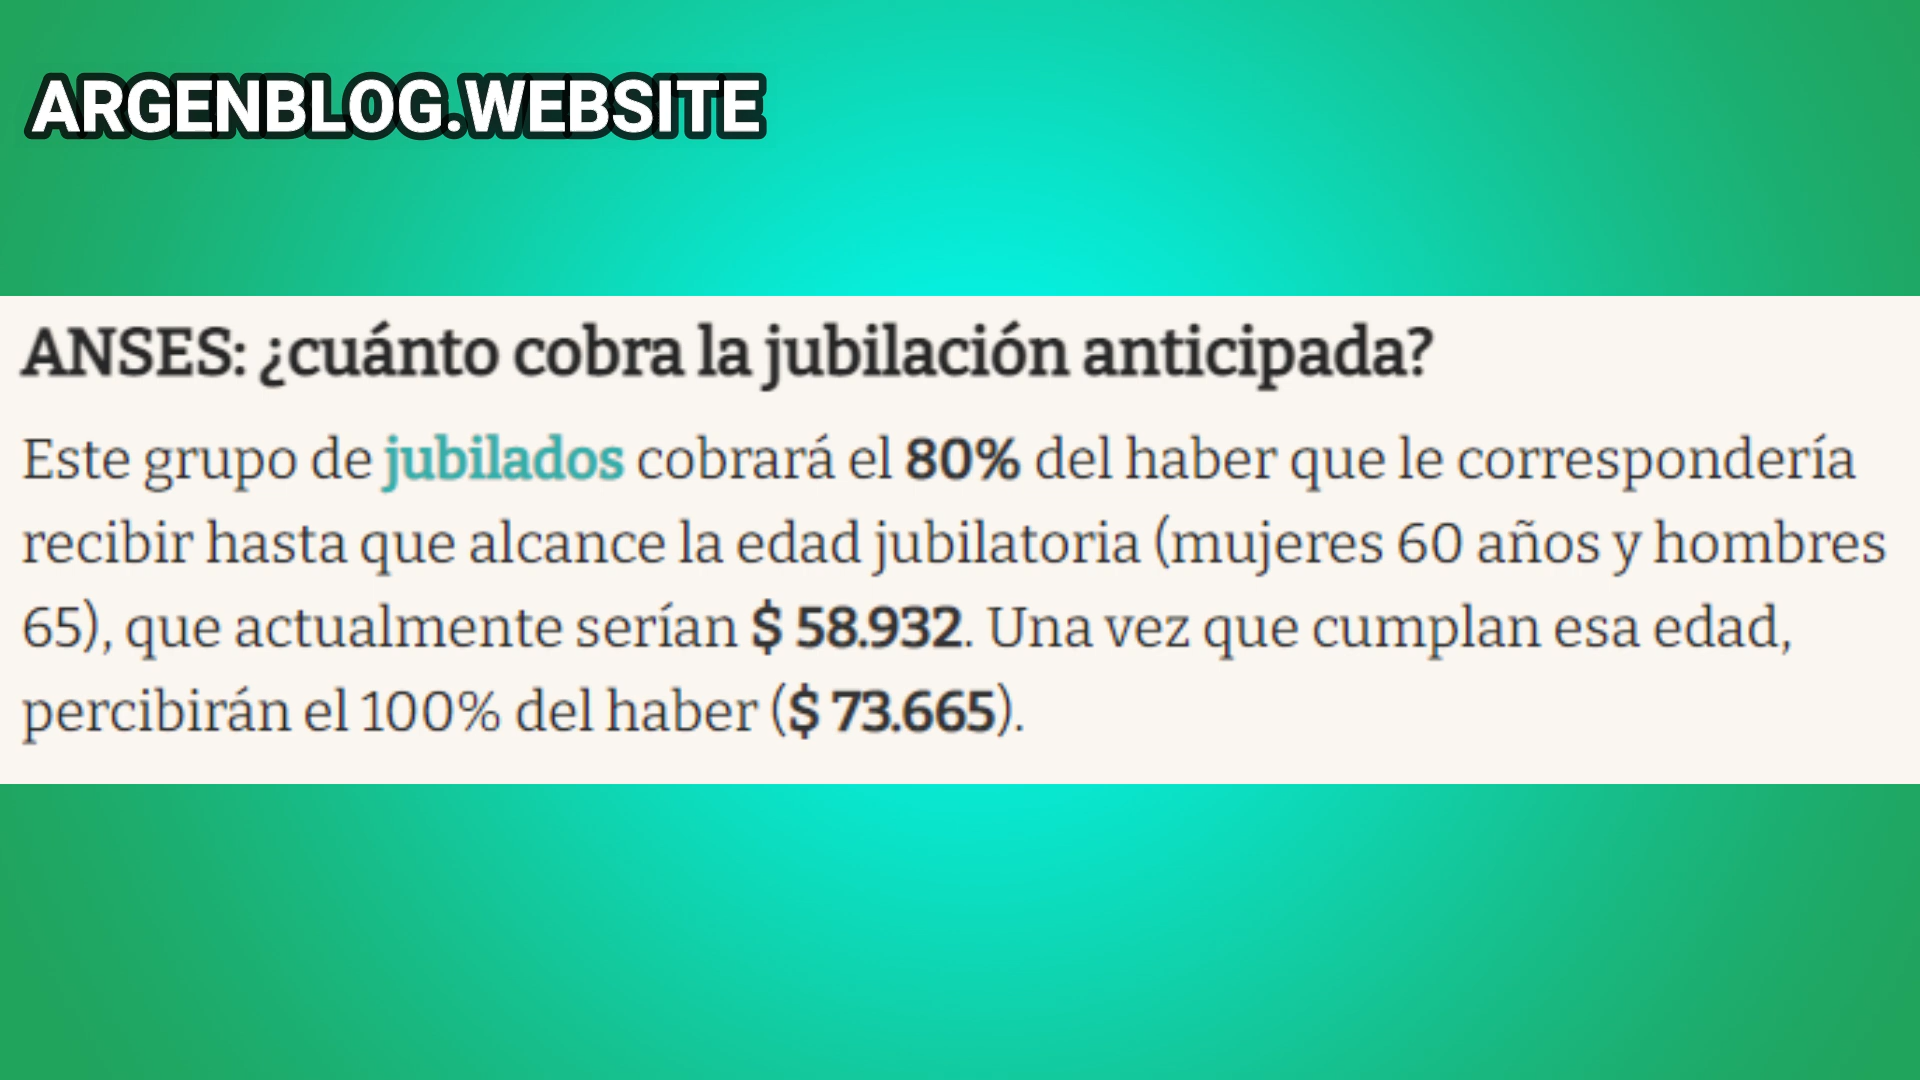 ARGENBLOG.WEBSITE
ANSES: ¿cuánto cobra la jubilación anticipada?
Este grupo de jubilados cobrará el 80% del haber que le correspondería
recibir hasta que alcance la edad jubilatoria (mujeres 60 años y hombres
65), que actualmente serían $ 58.932. Una vez que cumplan esa edad,
percibirán el 100% del haber ($ 73.665).